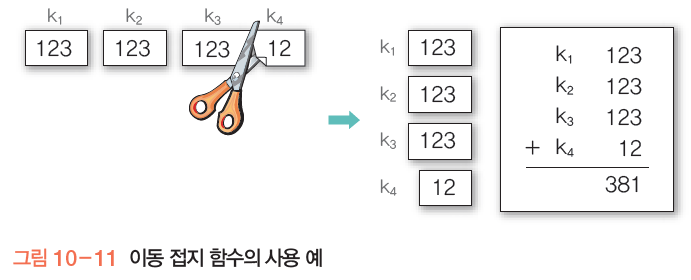 k₁ k₂ k₃ k₄
123 123 123 12
k₁ 123
k₂ 123
k₃ 123
k₄ 12
k₁ 123
k₂ 123
k₃ 123
+ k₄ 12
381
그림 10-11 이동 접지 함수의 사용 예